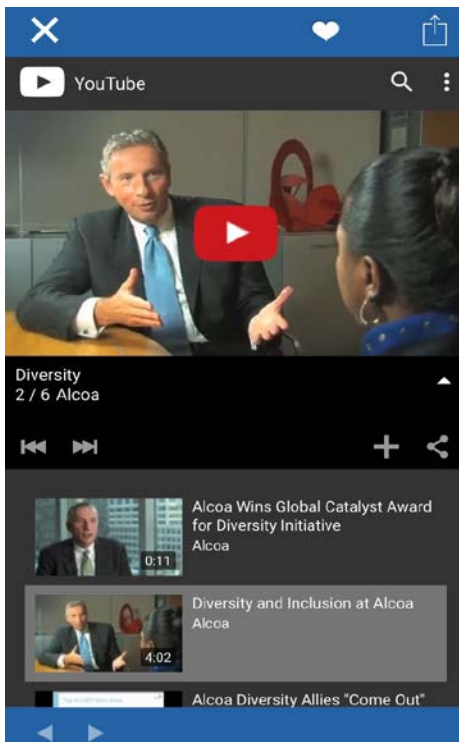 YouTube
Diversity
2 / 6 Alcoa
Alcoa Wins Global Catalyst Award
for Diversity Initiative
Alcoa
0:11
Diversity and Inclusion at Alcoa
Alcoa
4:02
Alcoa Diversity Allies "Come Out"